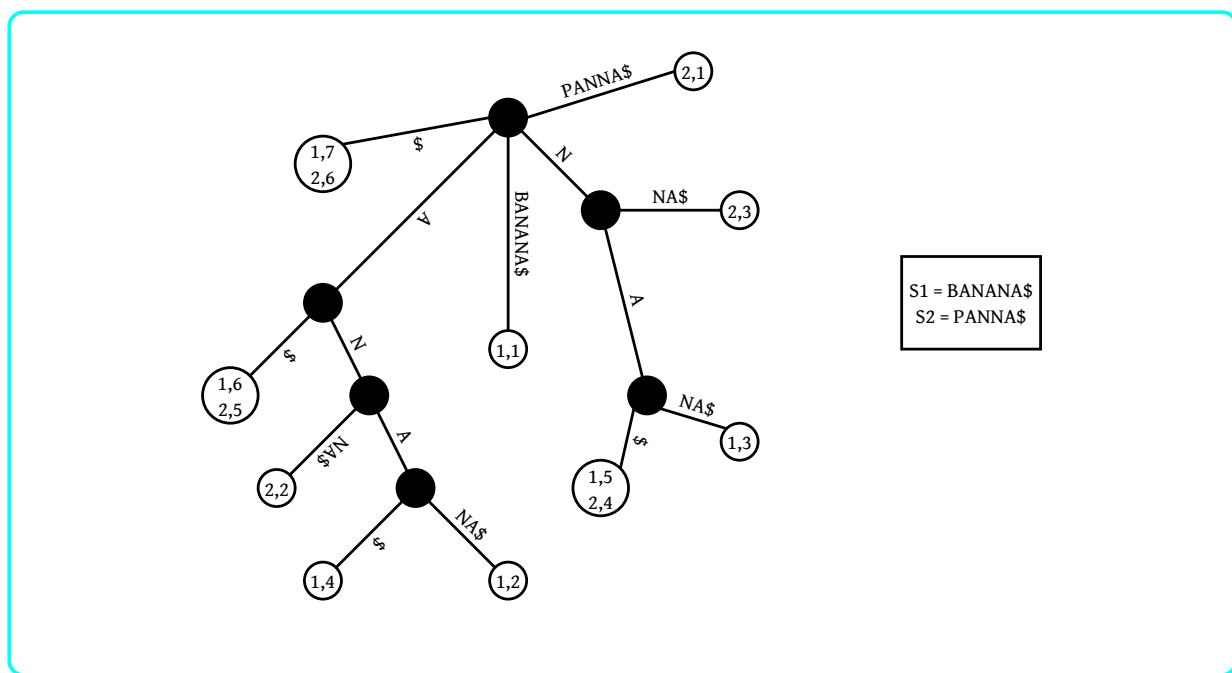 PANNA$
2,1
$
1,7
2,6
N
A
BANANA$
NA$
2,3
S1 = BANANA$
S2 = PANNA$
A
$
N
1,1
1,6
2,5
NA$
$
1,3
NA$
A
2,2
1,5
2,4
$
NA$
1,4
1,2